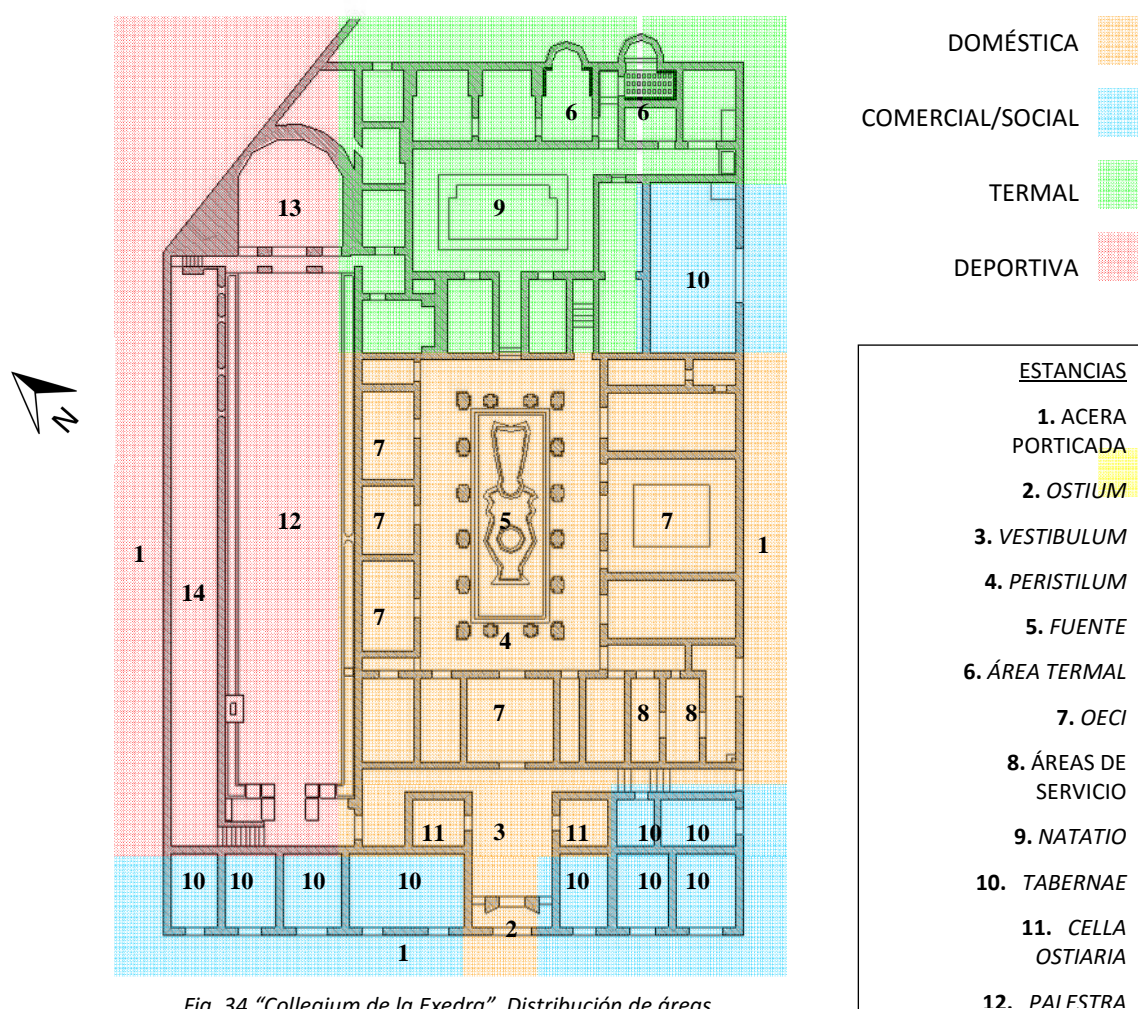 DOMÉSTICA
COMERCIAL/SOCIAL
TERMAL
DEPORTIVA
6
6
13
9
10
7
7
5
7
12
1
1
14
7
4
7
8
8
11
3
11
10
10
10
10
10
10
10
10
10
2
1
N
ESTANCIAS
1. ACERA
PORTICADA
2. OSTIUM
3. VESTIBULUM
4. PERISTILUM
5. FUENTE
6. ÁREA TERMAL
7. OECI
8. ÁREAS DE
SERVICIO
9. NATATIO
10. TABERNAE
11. CELLA
OSTIARIA
12. PALESTRA
Fig. 34 "Collegium de la Exedra". Distribución de áreas